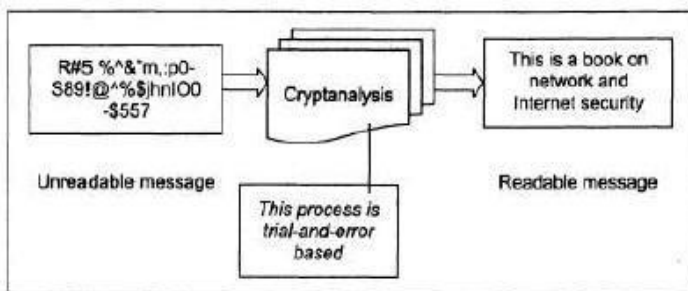 R#5 %^&*m,:p0-
S89!@^%$jhnIO0
-$557
Cryptanalysis
This is a book on
network and
Internet security
Unreadable message
Readable message
This process is
trial-and-error
based